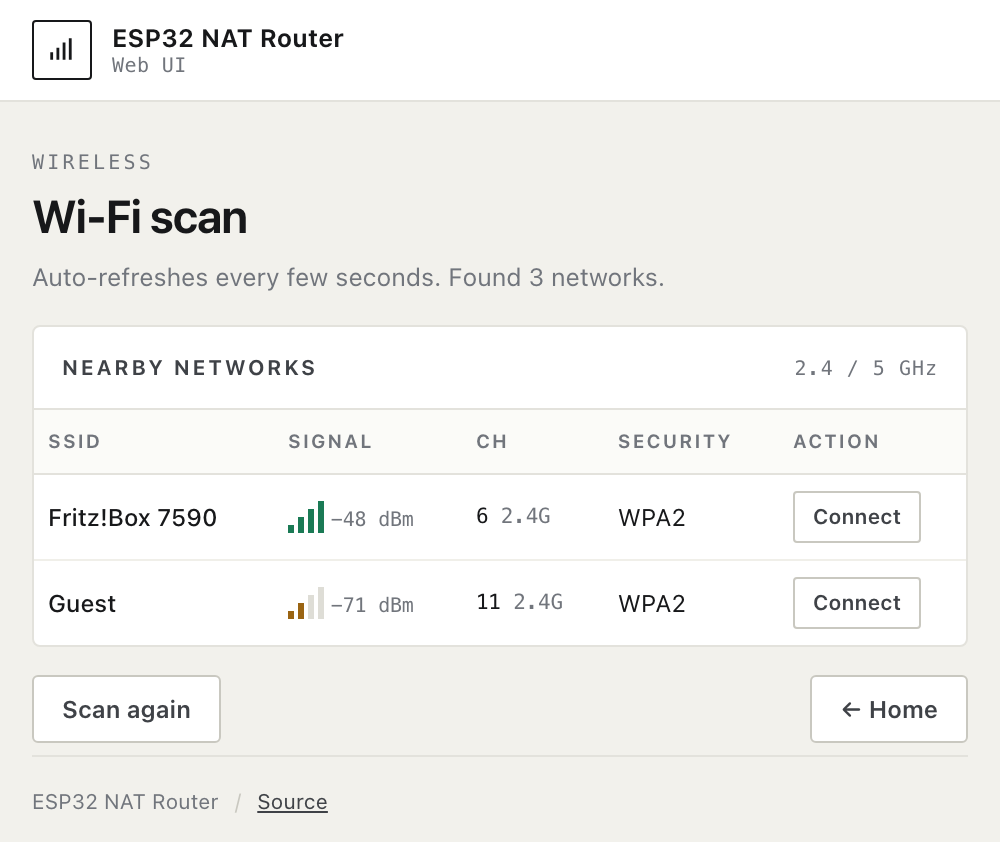 ESP32 NAT Router
Web UI
WIRELESS
Wi-Fi scan
Auto-refreshes every few seconds. Found 3 networks.
NEARBY NETWORKS 2.4 / 5 GHz
SSID SIGNAL CH SECURITY ACTION
Fritz!Box 7590 −48 dBm 6 2.4G WPA2 Connect
Guest −71 dBm 11 2.4G WPA2 Connect
Scan again ← Home
ESP32 NAT Router / Source